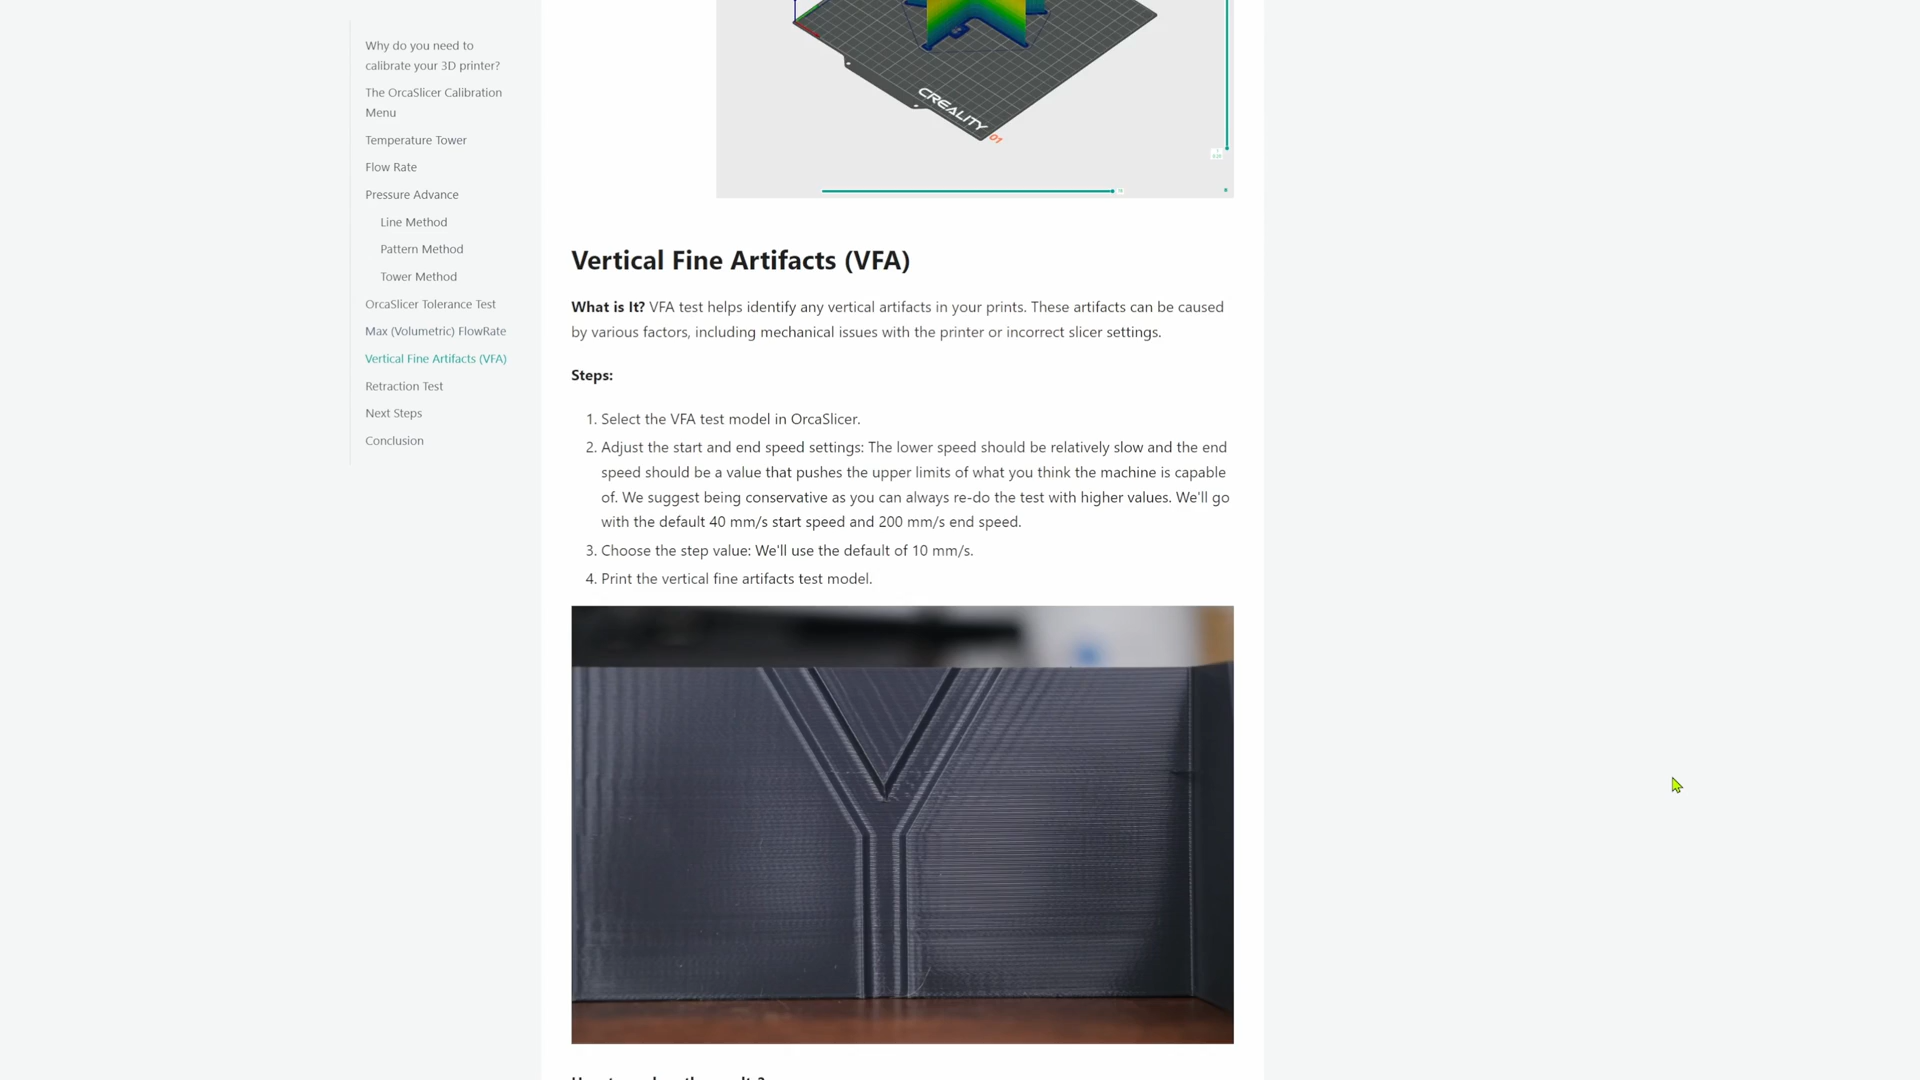 Why do you need to
calibrate your 3D printer?
The OrcaSlicer Calibration
Menu
Temperature Tower
Flow Rate
Pressure Advance
Line Method
Pattern Method
Tower Method
OrcaSlicer Tolerance Test
Max (Volumetric) FlowRate
Vertical Fine Artifacts (VFA)
Retraction Test
Next Steps
Conclusion
CREALITY
01
Vertical Fine Artifacts (VFA)
What is It? VFA test helps identify any vertical artifacts in your prints. These artifacts can be caused
by various factors, including mechanical issues with the printer or incorrect slicer settings.
Steps:
1. Select the VFA test model in OrcaSlicer.
2. Adjust the start and end speed settings: The lower speed should be relatively slow and the end
speed should be a value that pushes the upper limits of what you think the machine is capable
of. We suggest being conservative as you can always re-do the test with higher values. We'll go
with the default 40 mm/s start speed and 200 mm/s end speed.
3. Choose the step value: We'll use the default of 10 mm/s.
4. Print the vertical fine artifacts test model.